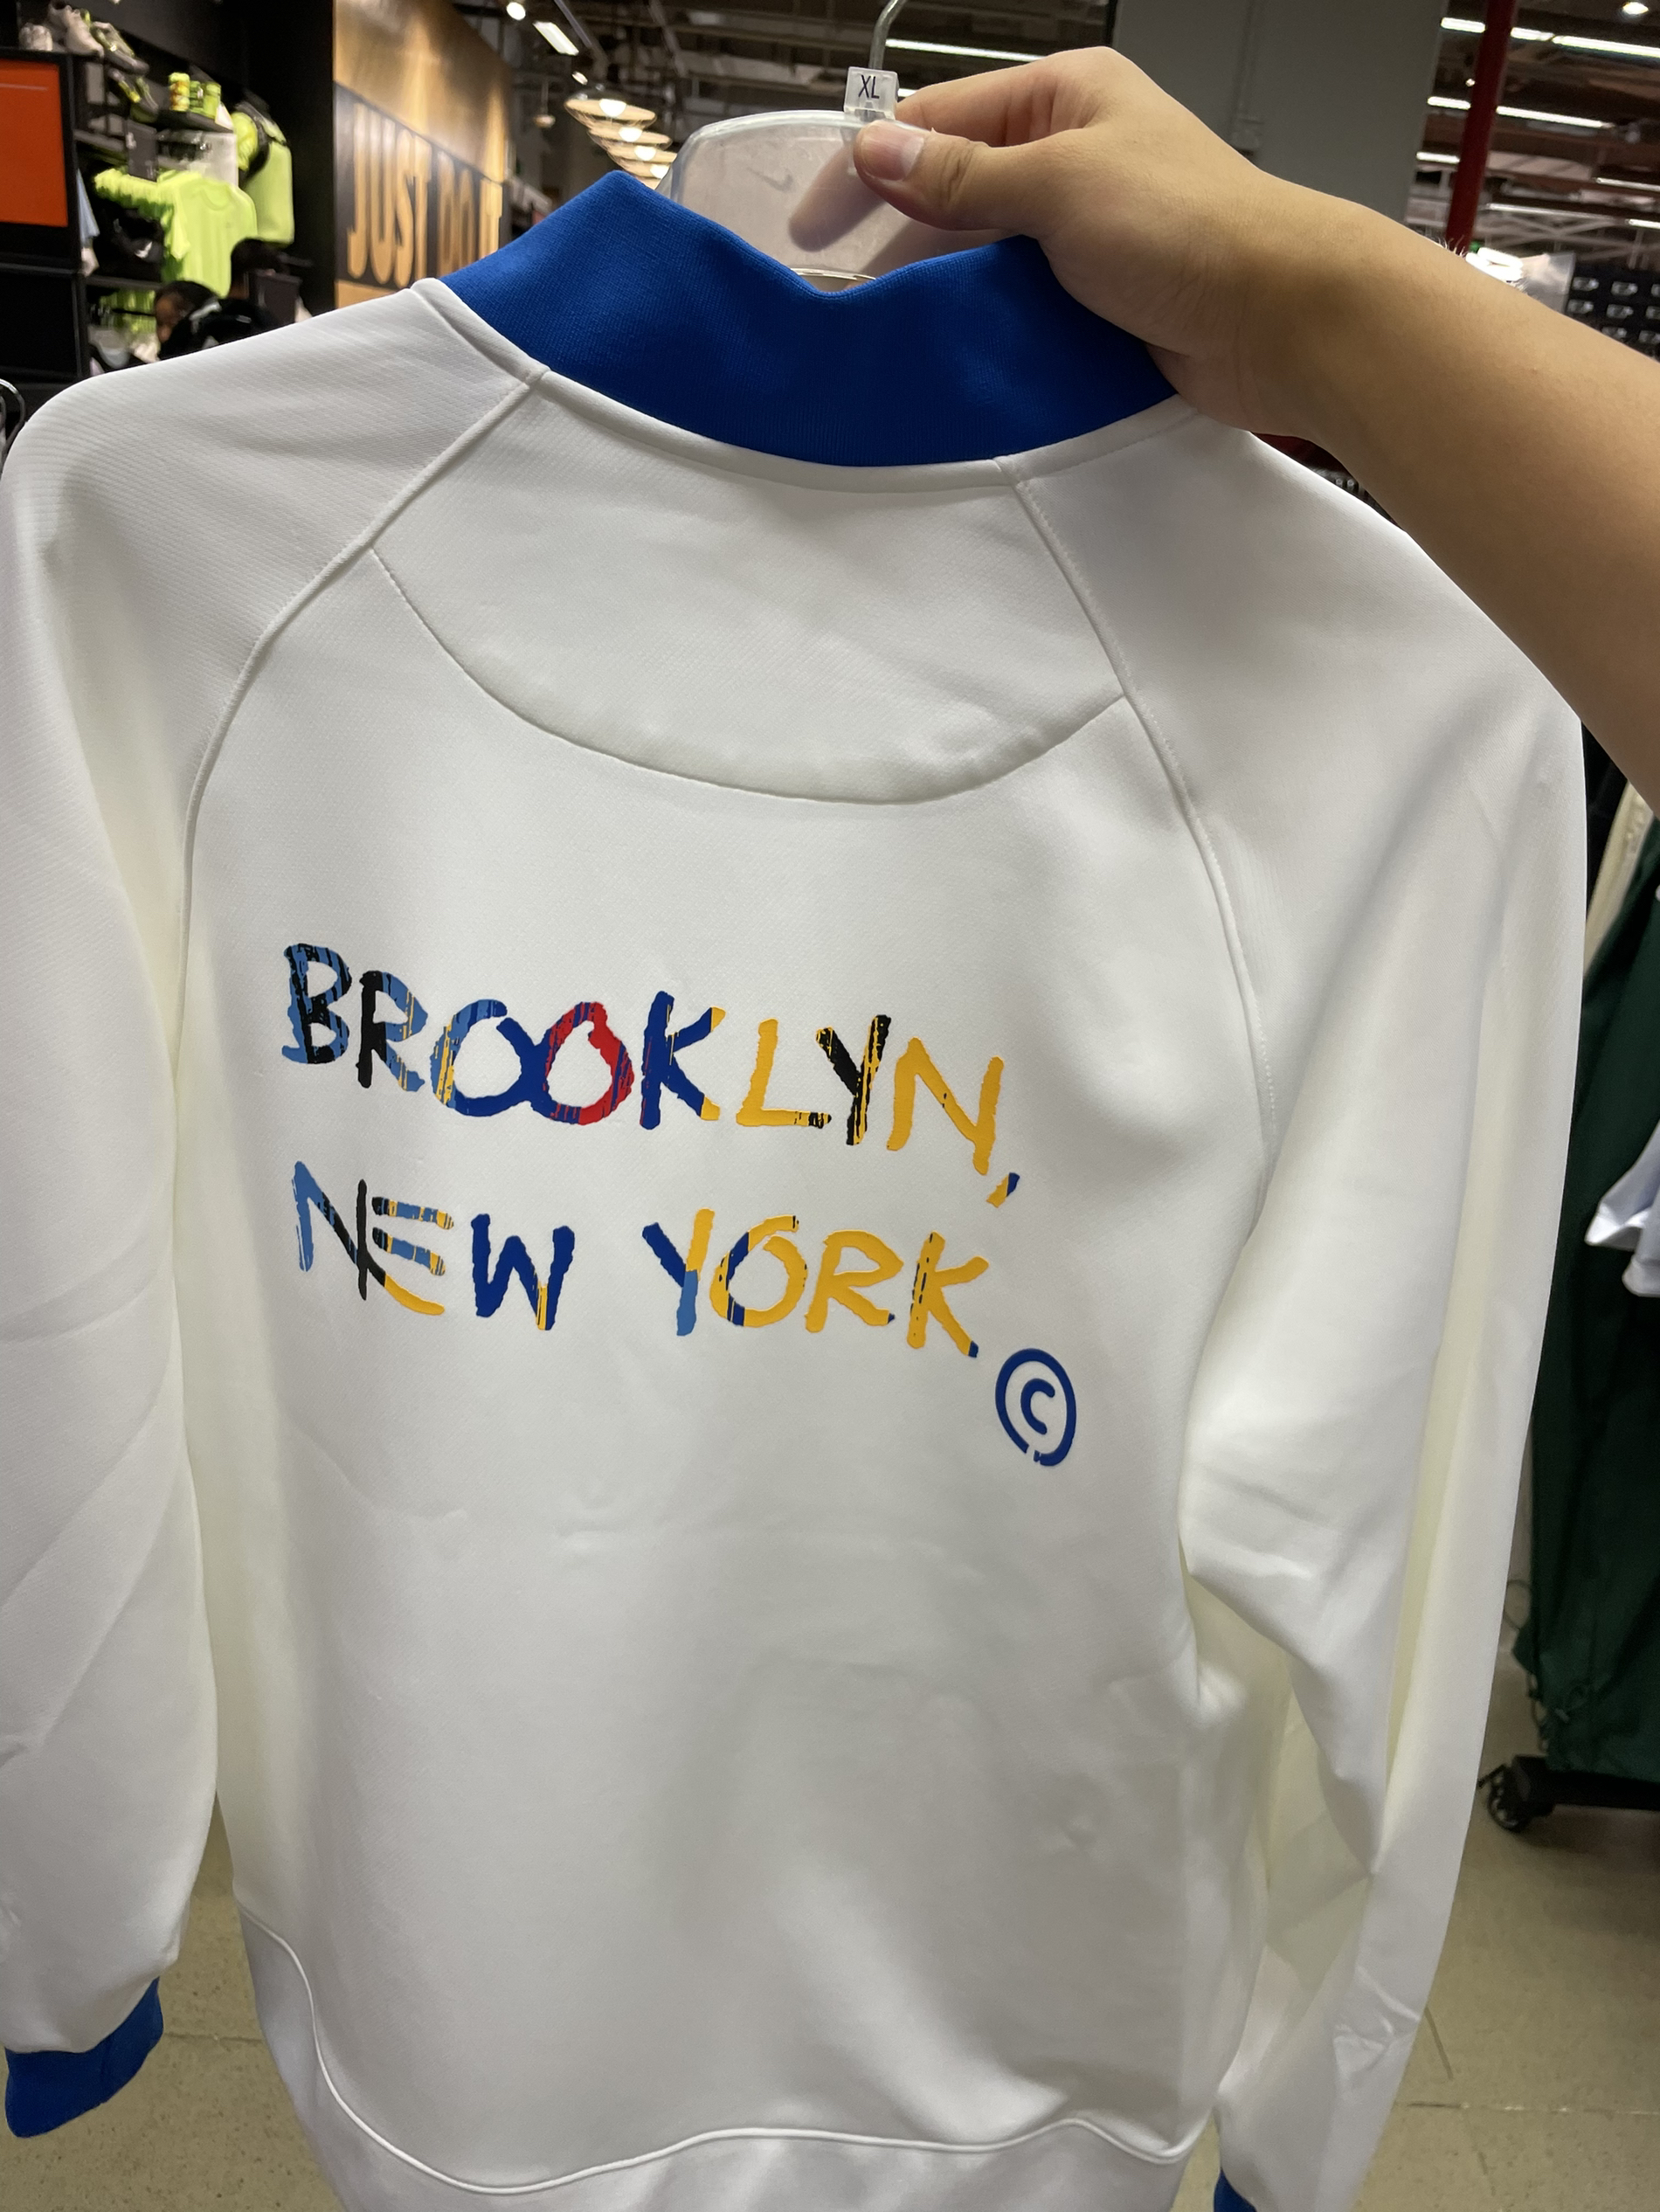 XL
JUST DO IT
BROOKLYN,
NEW YORK
©